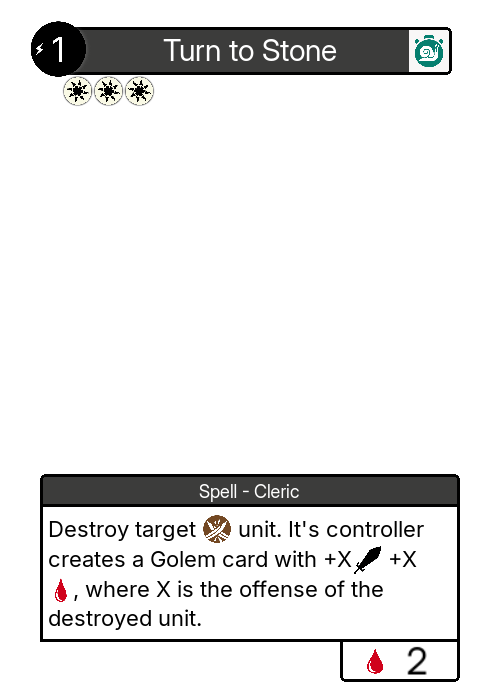 1
Turn to Stone
Spell - Cleric
Destroy target unit. It's controller
creates a Golem card with +X +X
, where X is the offense of the
destroyed unit.
2